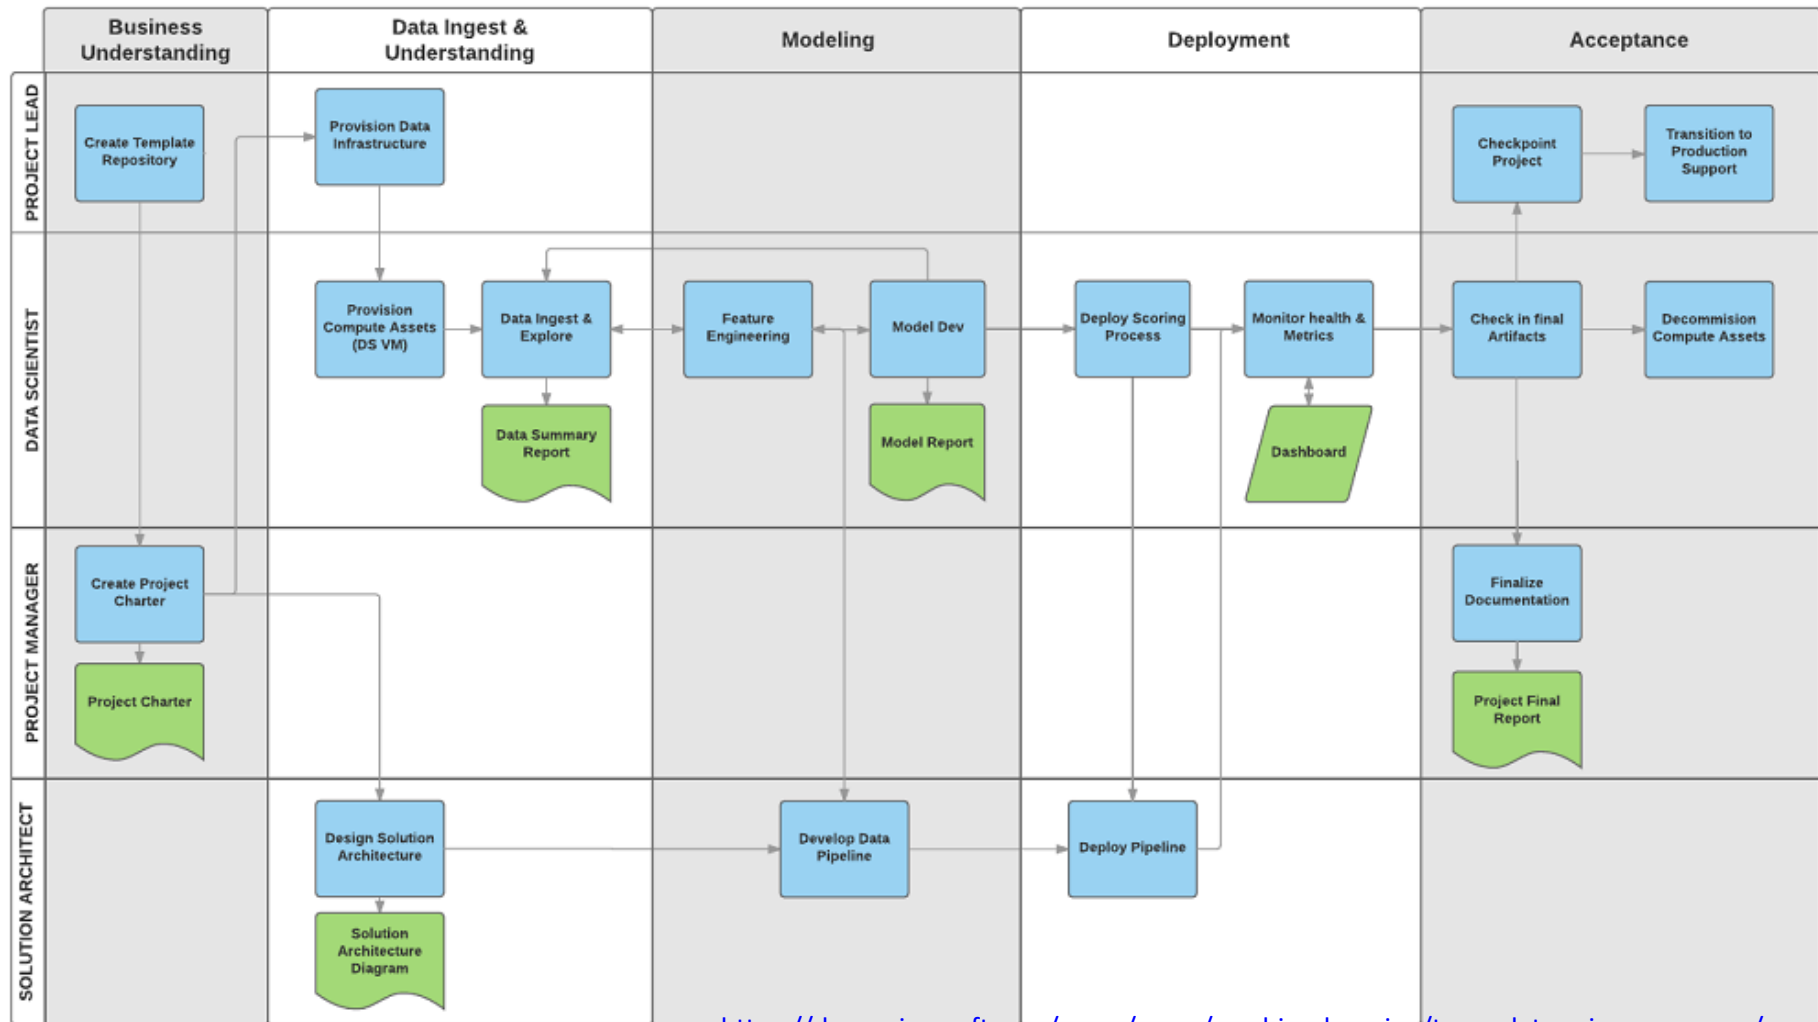 Business
Understanding
Data Ingest &
Understanding
Modeling
Deployment
Acceptance
PROJECT LEAD
Create Template
Repository
Provision Data
Infrastructure
Checkpoint
Project
Transition to
Production
Support
DATA SCIENTIST
Provision
Compute Assets
(DS VM)
Data Ingest &
Explore
Feature
Engineering
Model Dev
Deploy Scoring
Process
Monitor health &
Metrics
Check in final
Artifacts
Decommision
Compute Assets
Data Summary
Report
Model Report
Dashboard
PROJECT MANAGER
Create Project
Charter
Finalize
Documentation
Project Charter
Project Final
Report
SOLUTION ARCHITECT
Design Solution
Architecture
Develop Data
Pipeline
Deploy Pipeline
Solution
Architecture
Diagram